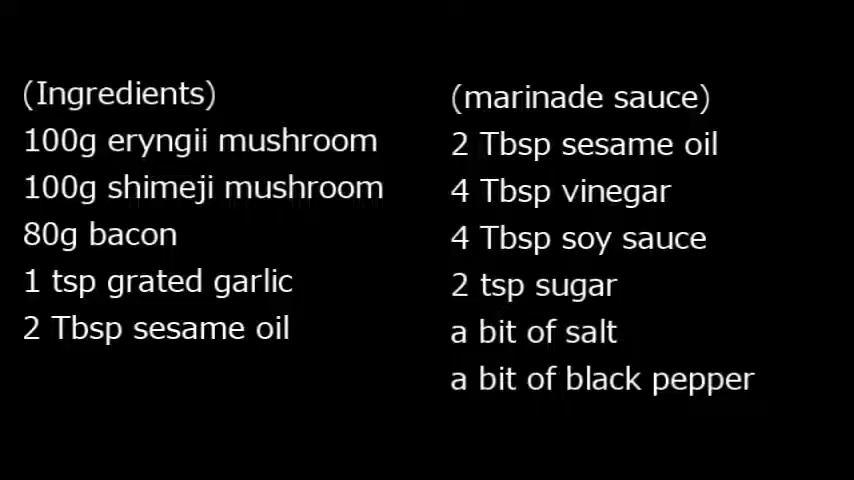 (Ingredients)
100g eryngii mushroom
100g shimeji mushroom
80g bacon
1 tsp grated garlic
2 Tbsp sesame oil
(marinade sauce)
2 Tbsp sesame oil
4 Tbsp vinegar
4 Tbsp soy sauce
2 tsp sugar
a bit of salt
a bit of black pepper